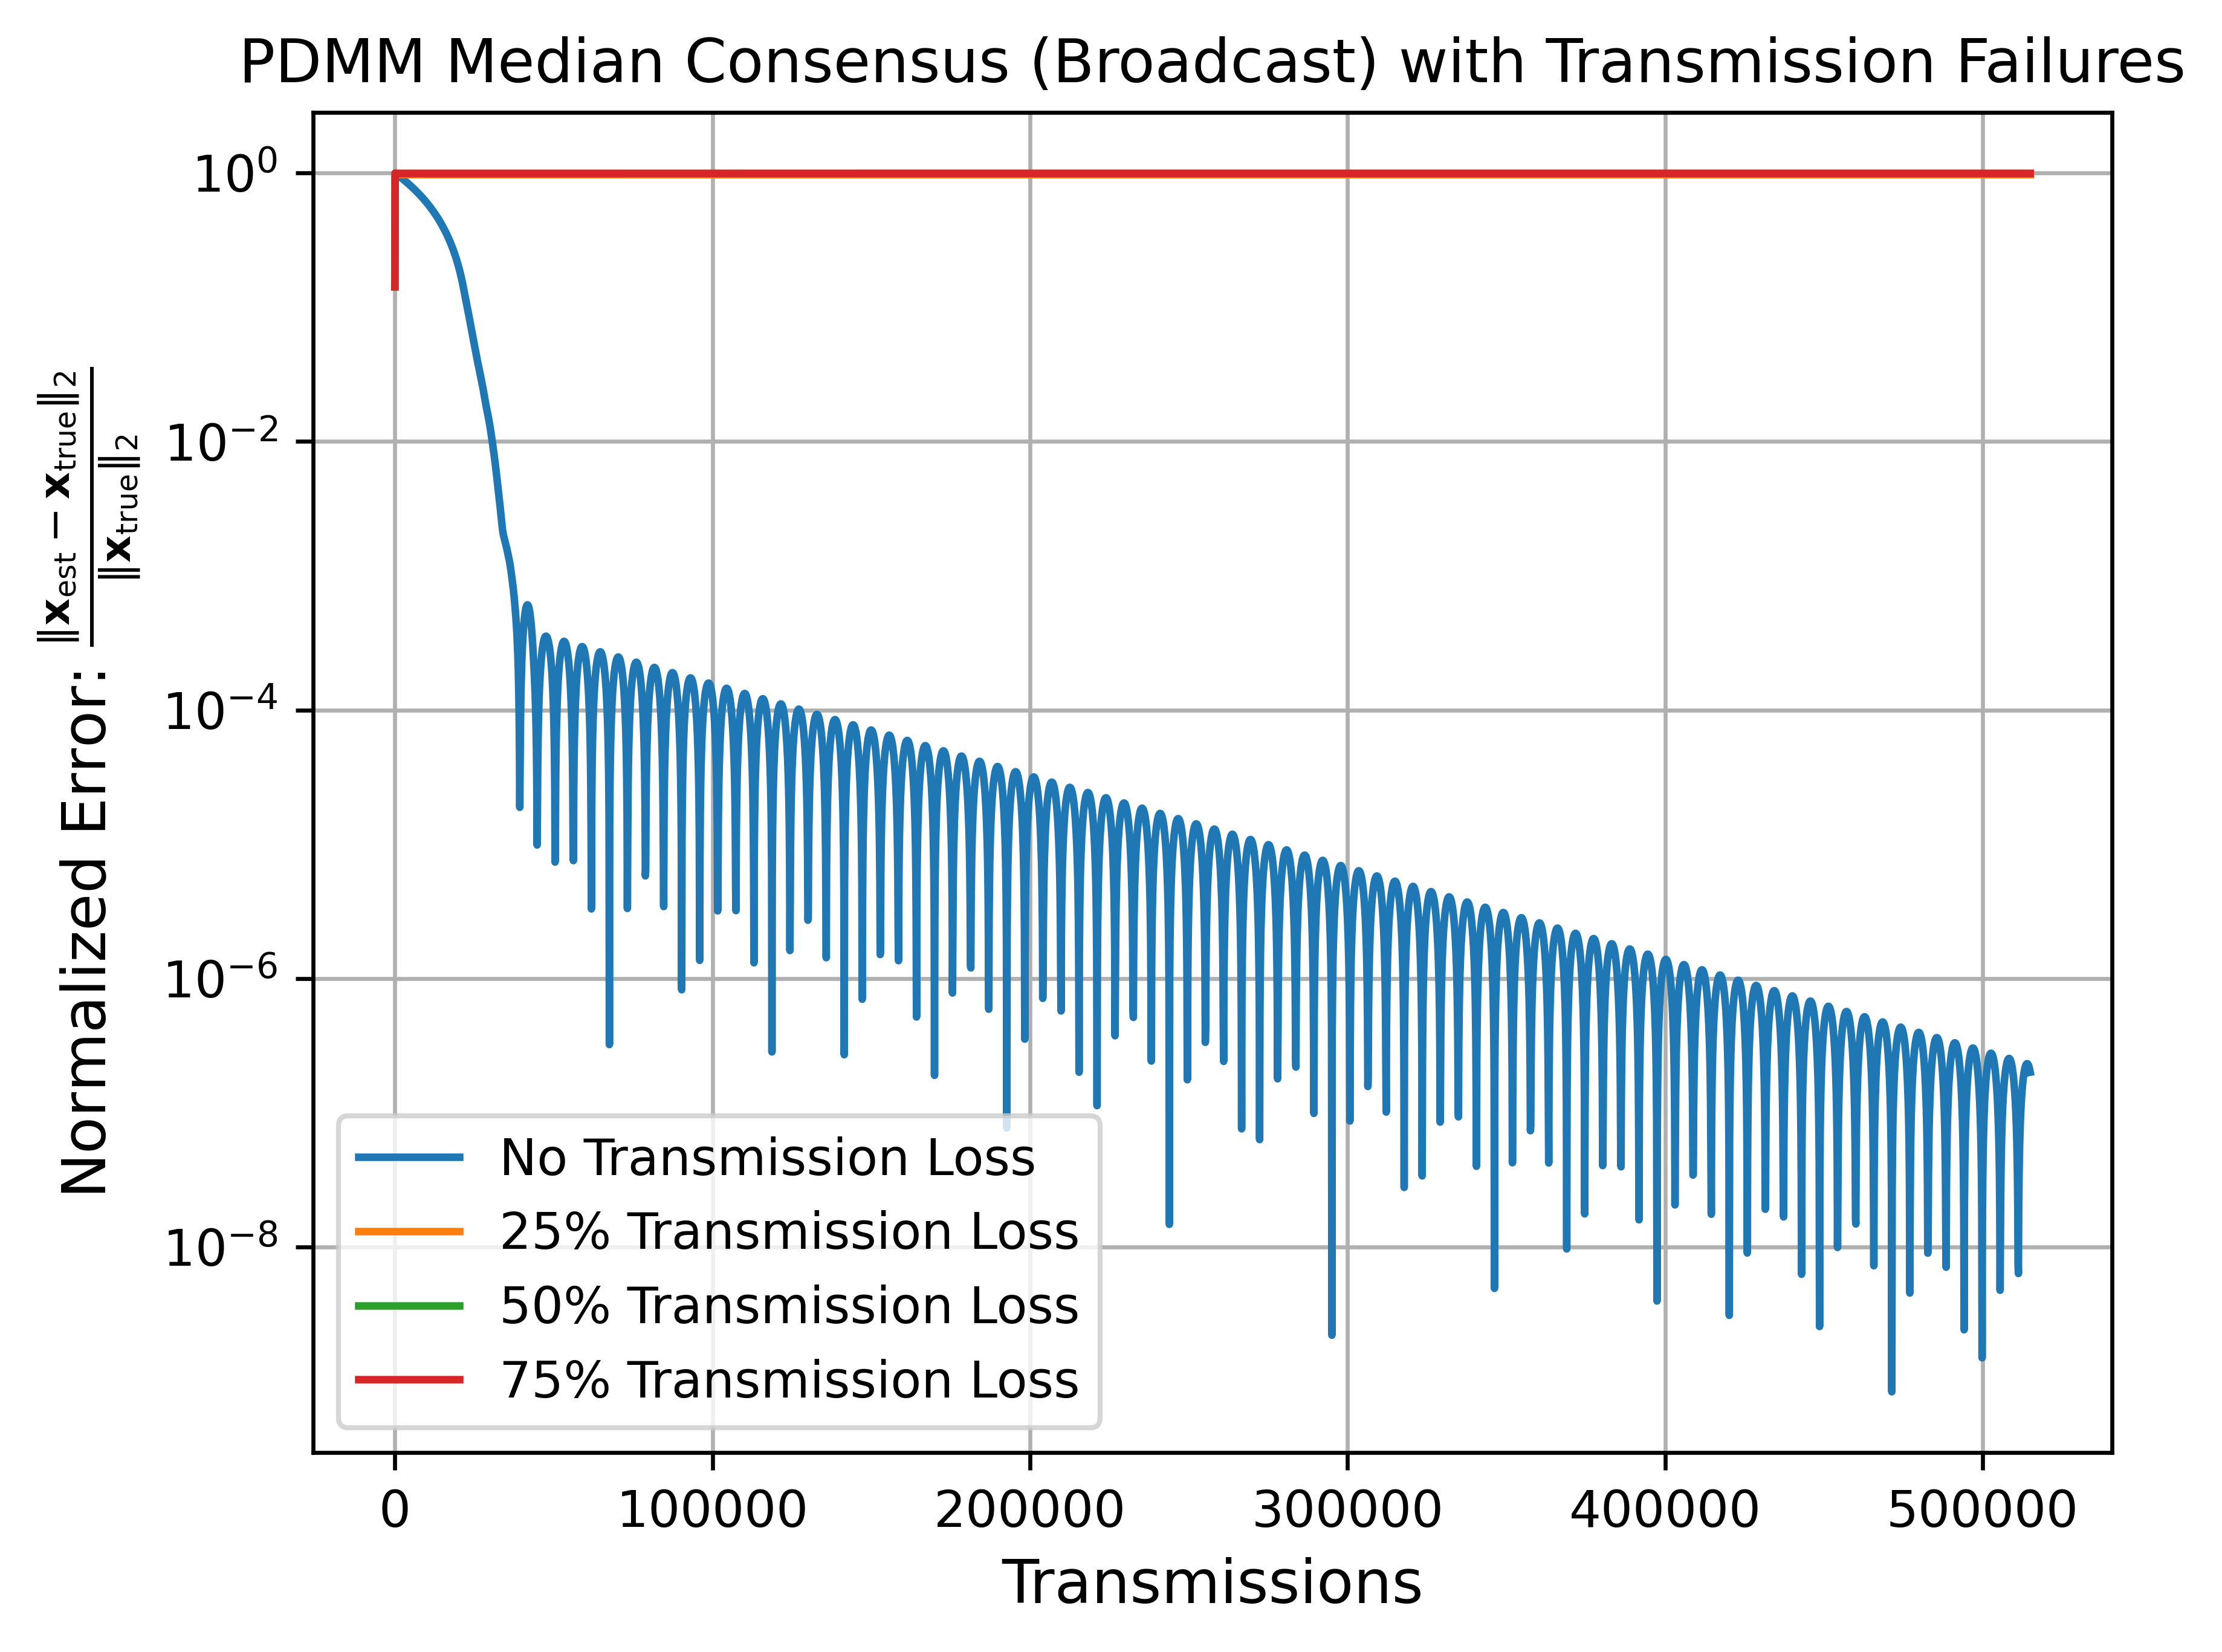 PDMM Median Consensus (Broadcast) with Transmission Failures
Normalized Error: ‖x_est − x_true‖₂ / ‖x_true‖₂
10⁰
10⁻²
10⁻⁴
10⁻⁶
10⁻⁸
No Transmission Loss
25% Transmission Loss
50% Transmission Loss
75% Transmission Loss
0 100000 200000 300000 400000 500000
Transmissions